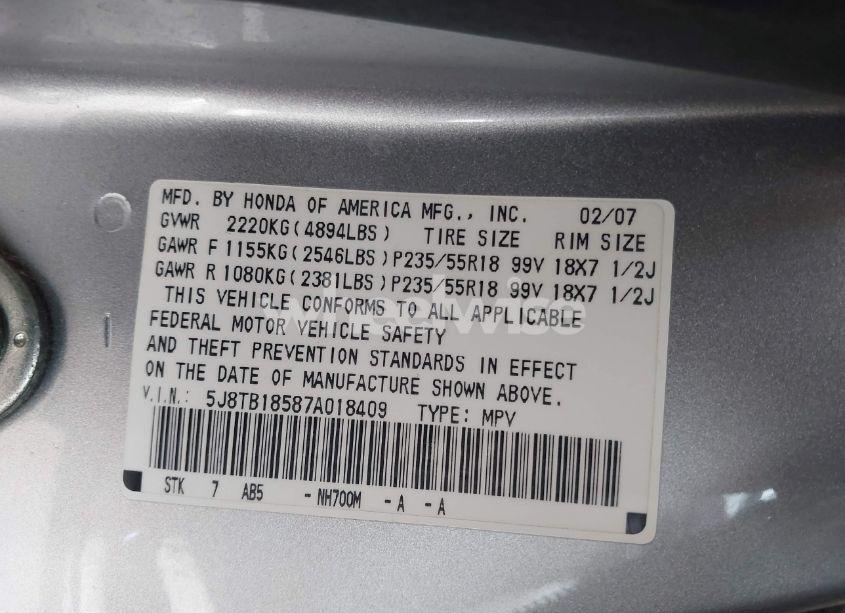 MFD. BY HONDA OF AMERICA MFG., INC. 02/07
GVWR 2220KG(4894LBS) TIRE SIZE RIM SIZE
GAWR F 1155KG(2546LBS) P235/55R18 99V 18X7 1/2J
GAWR R 1080KG(2381LBS) P235/55R18 99V 18X7 1/2J
THIS VEHICLE CONFORMS TO ALL APPLICABLE
FEDERAL MOTOR VEHICLE SAFETY
AND THEFT PREVENTION STANDARDS IN EFFECT
ON THE DATE OF MANUFACTURE SHOWN ABOVE.
V.I.N.: 5J8TB18587A018409 TYPE: MPV
STK 7 AB5 -NH700M -A -A
wheelwise